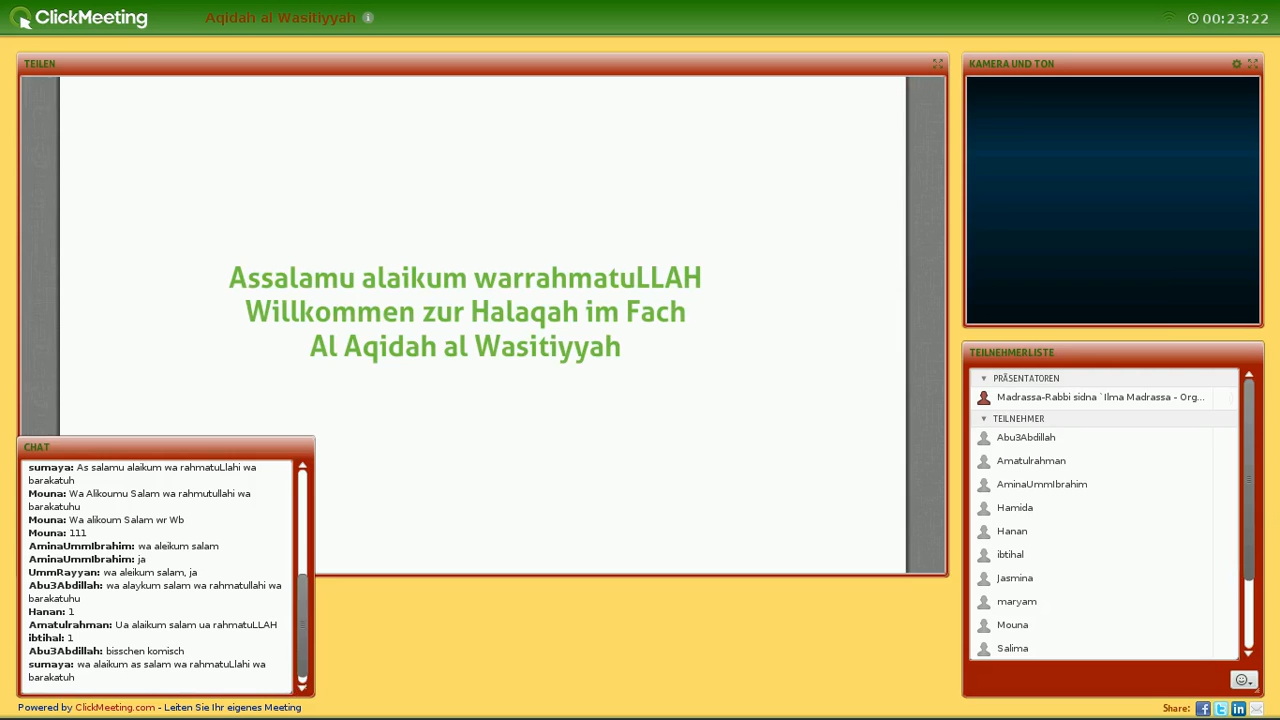 ClickMeeting
Aqidah al Wasitiyyah
00:23:22
TEILEN
Assalamu alaikum warrahmatuLLAH
Willkommen zur Halaqah im Fach
Al Aqidah al Wasitiyyah
KAMERA UND TON
TEILNEHMERLISTE
PRÄSENTATOREN
Madrassa-Rabbi sidna `Ilma Madrassa - Org...
TEILNEHMER
Abu3Abdillah
Amatulrahman
AminaUmmIbrahim
Hamida
Hanan
ibtihal
Jasmina
maryam
Mouna
Salima
CHAT
sumaya: As salamu alaikum wa rahmatuLlahi wa
barakatuh
Mouna: Wa Alikoumu Salam wa rahmutullahi wa
barakatuhu
Mouna: Wa alikoum Salam wr Wb
Mouna: 111
AminaUmmIbrahim: wa aleikum salam
AminaUmmIbrahim: ja
UmmRayyan: wa aleikum salam, ja
Abu3Abdillah: wa alaykum salam wa rahmatullahi wa
barakatuhu
Hanan: 1
Amatulrahman: Ua alaikum salam ua rahmatuLLAH
ibtihal: 1
Abu3Abdillah: bisschen komisch
sumaya: wa alaikum as salam wa rahmatuLlahi wa
barakatuh
Powered by ClickMeeting.com - Leiten Sie Ihr eigenes Meeting
Share: